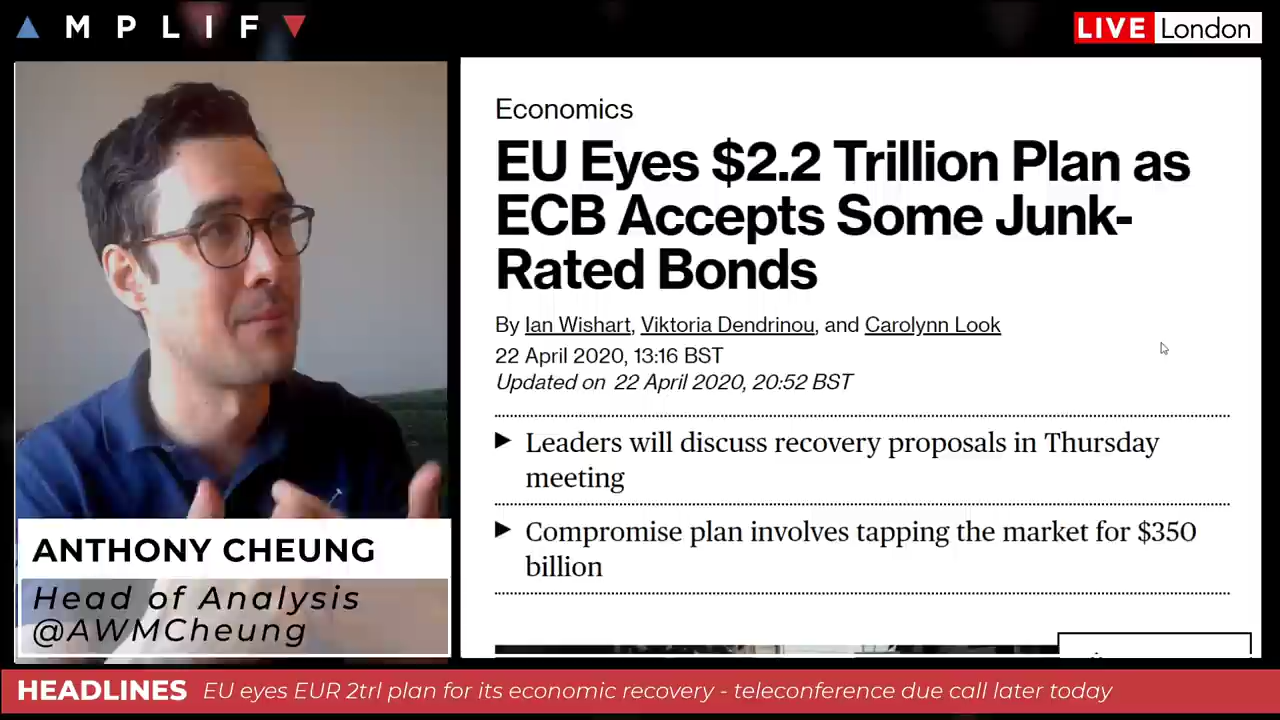 ▲ M P L I F ▼
LIVE London
Economics
EU Eyes $2.2 Trillion Plan as
ECB Accepts Some Junk-
Rated Bonds
By Ian Wishart, Viktoria Dendrinou, and Carolynn Look
22 April 2020, 13:16 BST
Updated on 22 April 2020, 20:52 BST
▶ Leaders will discuss recovery proposals in Thursday
meeting
▶ Compromise plan involves tapping the market for $350
billion
ANTHONY CHEUNG
Head of Analysis
@AWMCheung
HEADLINES EU eyes EUR 2trl plan for its economic recovery - teleconference due call later today